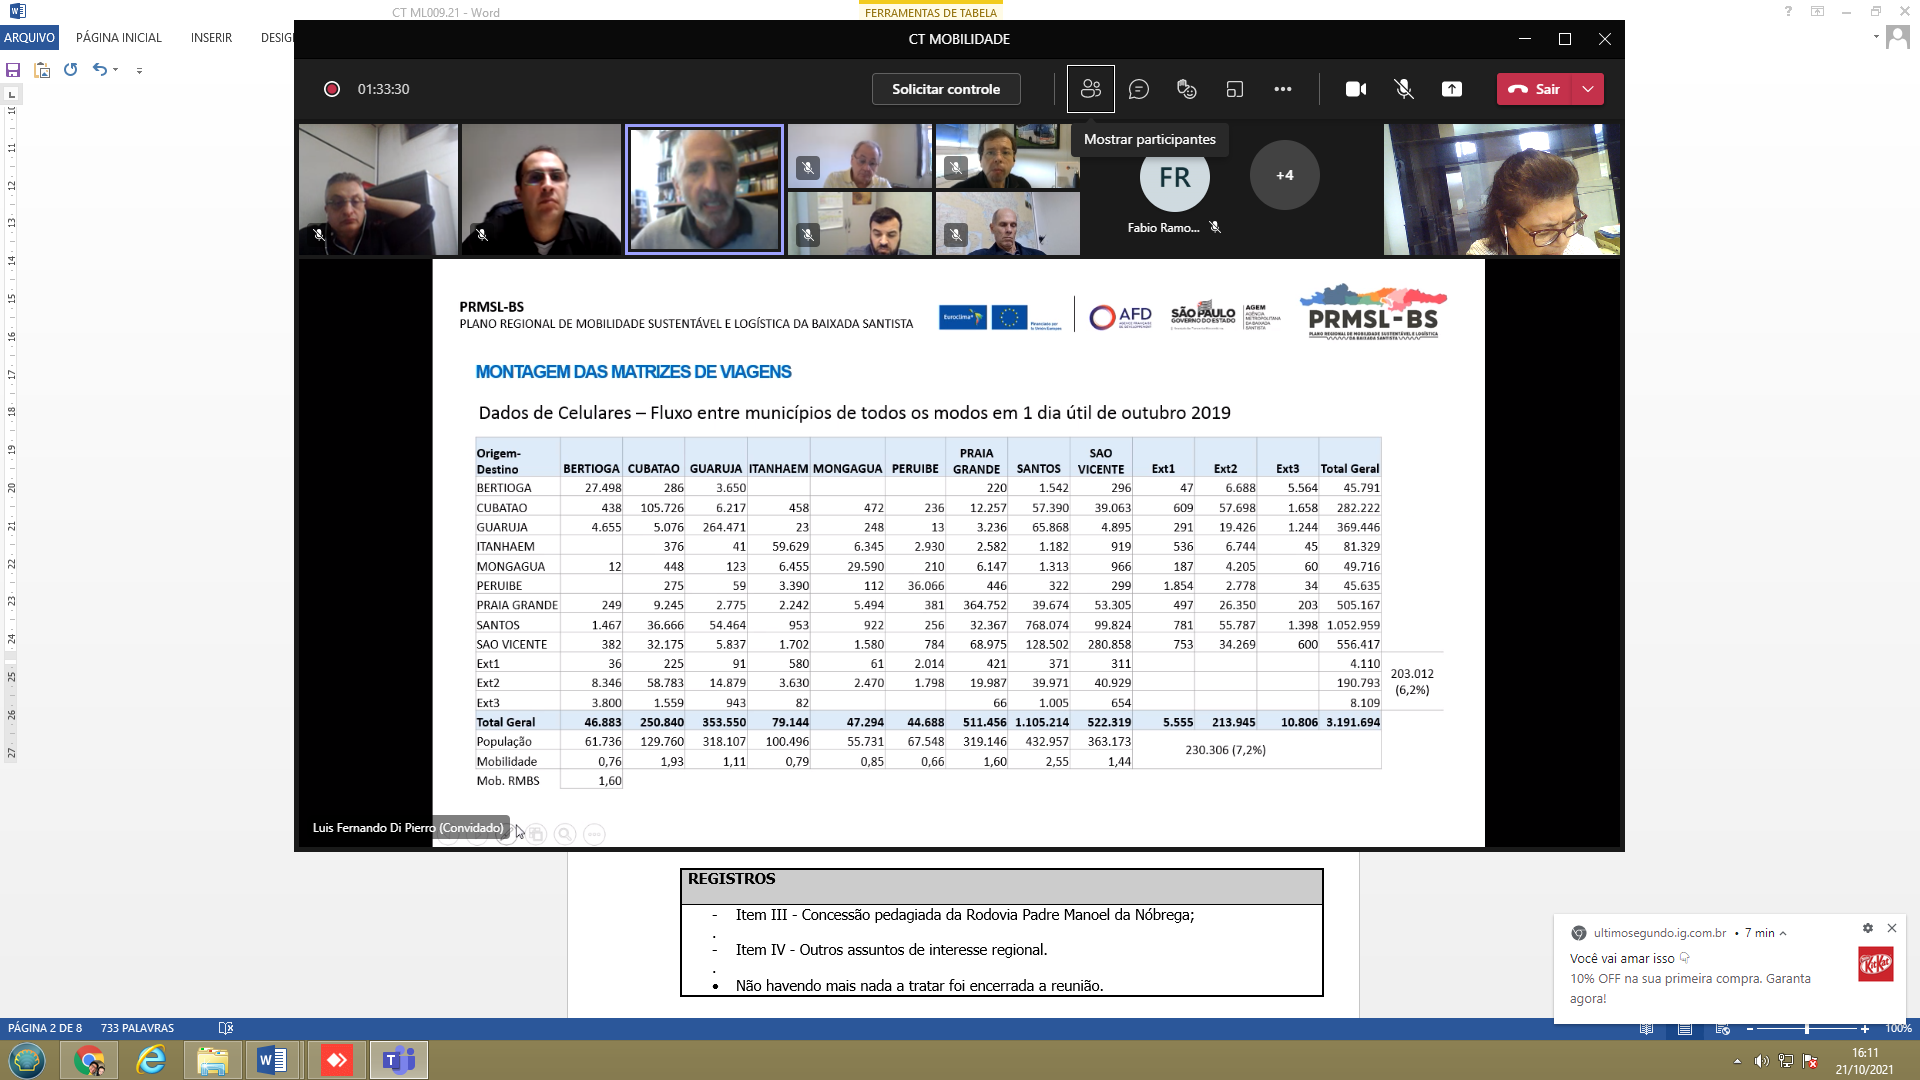 CT ML009.21 - Word
FERRAMENTAS DE TABELA
ARQUIVO PÁGINA INICIAL INSERIR DESIG
CT MOBILIDADE
01:33:30
Solicitar controle
Sair
Mostrar participantes
FR
+4
Fabio Ramo...
PRMSL-BS
PLANO REGIONAL DE MOBILIDADE SUSTENTÁVEL E LOGÍSTICA DA BAIXADA SANTISTA
Euroclima+
AFD
SÃO PAULO
GOVERNO DO ESTADO
AGEM
AGÊNCIA METROPOLITANA DA BAIXADA SANTISTA
PRMSL-BS
PLANO REGIONAL DE MOBILIDADE SUSTENTÁVEL E LOGÍSTICA
DA BAIXADA SANTISTA
MONTAGEM DAS MATRIZES DE VIAGENS
Dados de Celulares – Fluxo entre municípios de todos os modos em 1 dia útil de outubro 2019
Origem-Destino BERTIOGA CUBATAO GUARUJA ITANHAEM MONGAGUA PERUIBE PRAIA GRANDE SANTOS SAO VICENTE Ext1 Ext2 Ext3 Total Geral
BERTIOGA 27.498 286 3.650 220 1.542 296 47 6.688 5.564 45.791
CUBATAO 438 105.726 6.217 458 472 236 12.257 57.390 39.063 609 57.698 1.658 282.222
GUARUJA 4.655 5.076 264.471 23 248 13 3.236 65.868 4.895 291 19.426 1.244 369.446
ITANHAEM 376 41 59.629 6.345 2.930 2.582 1.182 919 536 6.744 45 81.329
MONGAGUA 12 448 123 6.455 29.590 210 6.147 1.313 966 187 4.205 60 49.716
PERUIBE 275 59 3.390 112 36.066 446 322 299 1.854 2.778 34 45.635
PRAIA GRANDE 249 9.245 2.775 2.242 5.494 381 364.752 39.674 53.305 497 26.350 203 505.167
SANTOS 1.467 36.666 54.464 953 922 256 32.367 768.074 99.824 781 55.787 1.398 1.052.959
SAO VICENTE 382 32.175 5.837 1.702 1.580 784 68.975 128.502 280.858 753 34.269 600 556.417
Ext1 36 225 91 580 61 2.014 421 371 311 4.110
Ext2 8.346 58.783 14.879 3.630 2.470 1.798 19.987 39.971 40.929 190.793
Ext3 3.800 1.559 943 82 66 1.005 654 8.109
203.012
(6,2%)
Total Geral 46.883 250.840 353.550 79.144 47.294 44.688 511.456 1.105.214 522.319 5.555 213.945 10.806 3.191.694
População 61.736 129.760 318.107 100.496 55.731 67.548 319.146 432.957 363.173
230.306 (7,2%)
Mobilidade 0,76 1,93 1,11 0,79 0,85 0,66 1,60 2,55 1,44
Mob. RMBS 1,60
Luis Fernando Di Pierro (Convidado)
REGISTROS
- Item III - Concessão pedagiada da Rodovia Padre Manoel da Nóbrega;
.
- Item IV - Outros assuntos de interesse regional.
.
• Não havendo mais nada a tratar foi encerrada a reunião.
ultimosegundo.ig.com.br • 7 min
Você vai amar isso
10% OFF na sua primeira compra. Garanta
agora!
KitKat
PÁGINA 2 DE 8 733 PALAVRAS
100%
16:11
21/10/2021